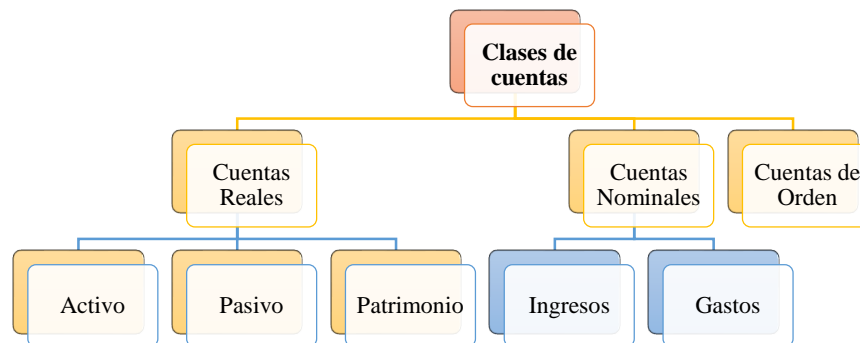 Clases de
cuentas
Cuentas
Reales
Cuentas
Nominales
Cuentas de
Orden
Activo
Pasivo
Patrimonio
Ingresos
Gastos